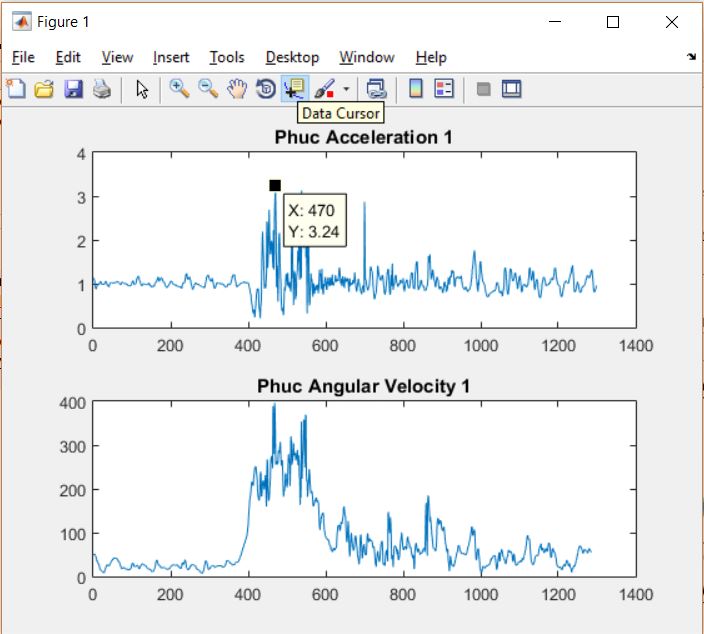 Figure 1
File Edit View Insert Tools Desktop Window Help
Data Cursor
Phuc Acceleration 1
4
3
2
1
0
X: 470
Y: 3.24
0 200 400 600 800 1000 1200 1400
Phuc Angular Velocity 1
400
300
200
100
0
0 200 400 600 800 1000 1200 1400